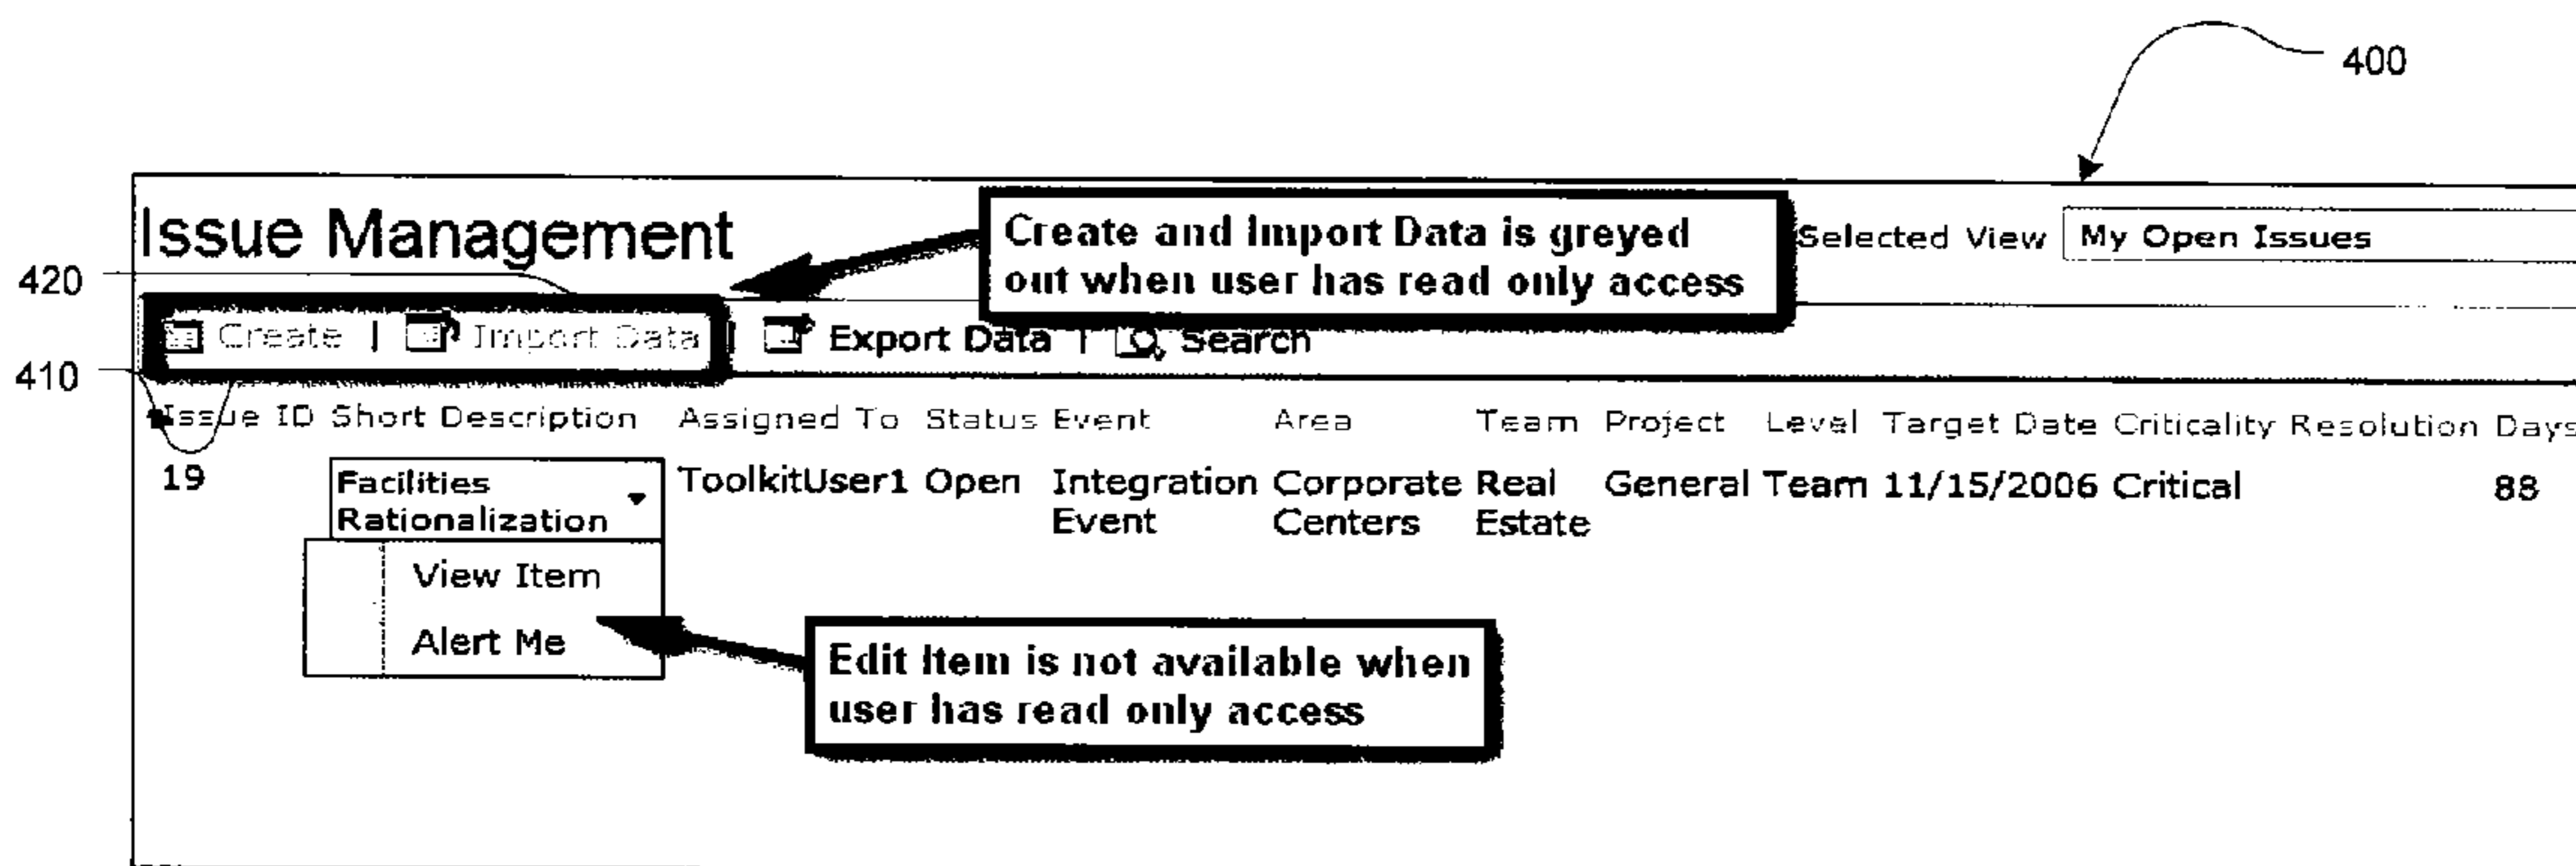 400
Issue Management
Create and Import Data is greyed
out when user has read only access
Selected View My Open Issues
420
Create | Import Data | Export Data | Search
410
Issue ID Short Description Assigned To Status Event Area Team Project Level Target Date Criticality Resolution Days
19 Facilities ToolkitUser1 Open Integration Corporate Real General Team 11/15/2006 Critical 88
Rationalization Event Centers Estate
View Item
Alert Me
Edit Item is not available when
user has read only access